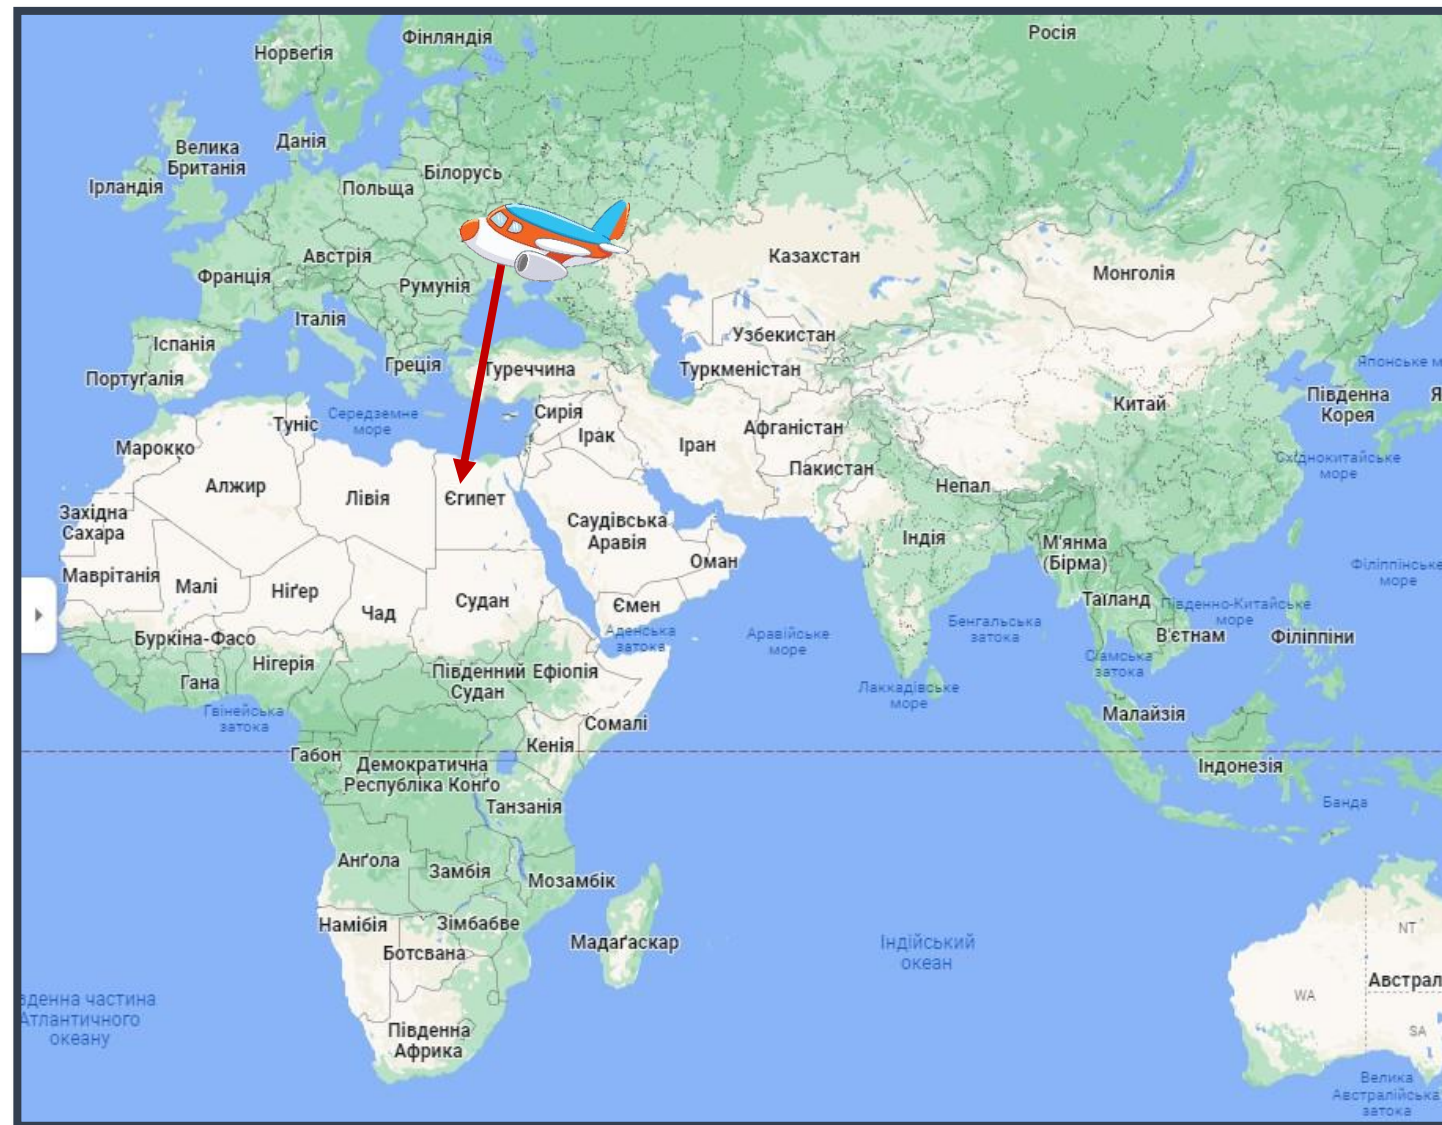 Фінляндія
Росія
Норвегія
Данія
Велика
Британія
Ірландія
Білорусь
Польща
Австрія
Казахстан
Франція
Румунія
Монголія
Італія
Іспанія
Узбекистан
Греція
Туреччина
Туркменістан
Японське м
Португалія
Південна
Корея
Я
Китай
Середземне
море
Сирія
Туніс
Ірак
Іран
Афганістан
Марокко
Пакистан
Східнокитайське
море
Алжир
Лівія
Єгипет
Непал
Західна
Сахара
Саудівська
Аравія
Індія
М'янма
(Бірма)
Оман
Філіппінське
море
Маврітанія
Малі
Нігер
Чад
Судан
Ємен
Таїланд
Південно-Китайське
море
Буркіна-Фасо
Аденська
затока
Аравійське
море
Бенгальська
затока
В'єтнам
Філіппіни
Нігерія
Гана
Південний
Судан
Ефіопія
Сіамська
затока
Лаккадівське
море
Гвінейська
затока
Малайзія
Сомалі
Кенія
Габон
Демократична
Республіка Конґо
Індонезія
Танзанія
Банда
Анґола
Замбія
Мозамбік
Намібія
Зімбабве
Ботсвана
Мадаґаскар
Індійський
океан
NT
Австрал
WA
зденна частина
Атлантичного
океану
SA
Південна
Африка
Велика
Австралійська
затока